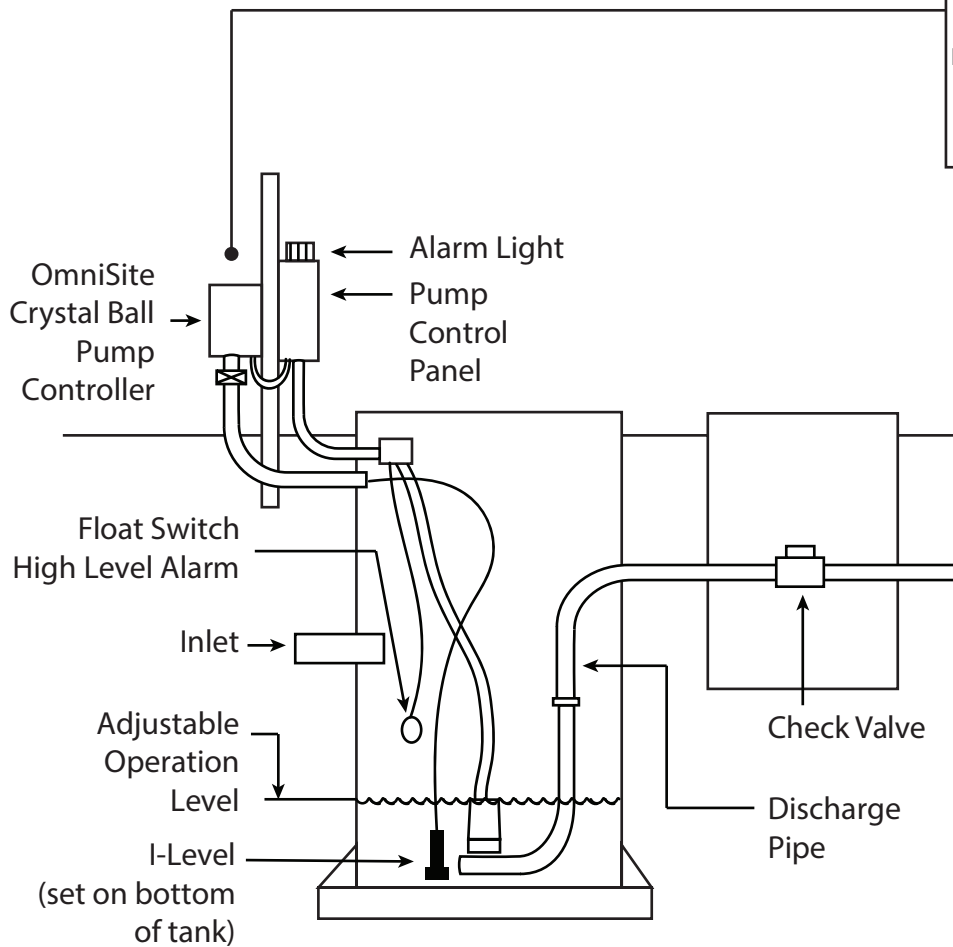 Alarm Light
OmniSite
Crystal Ball
Pump
Controller
Pump
Control
Panel
Float Switch
High Level Alarm
Inlet
Adjustable
Operation
Level
Check Valve
Discharge
Pipe
I-Level
(set on bottom
of tank)